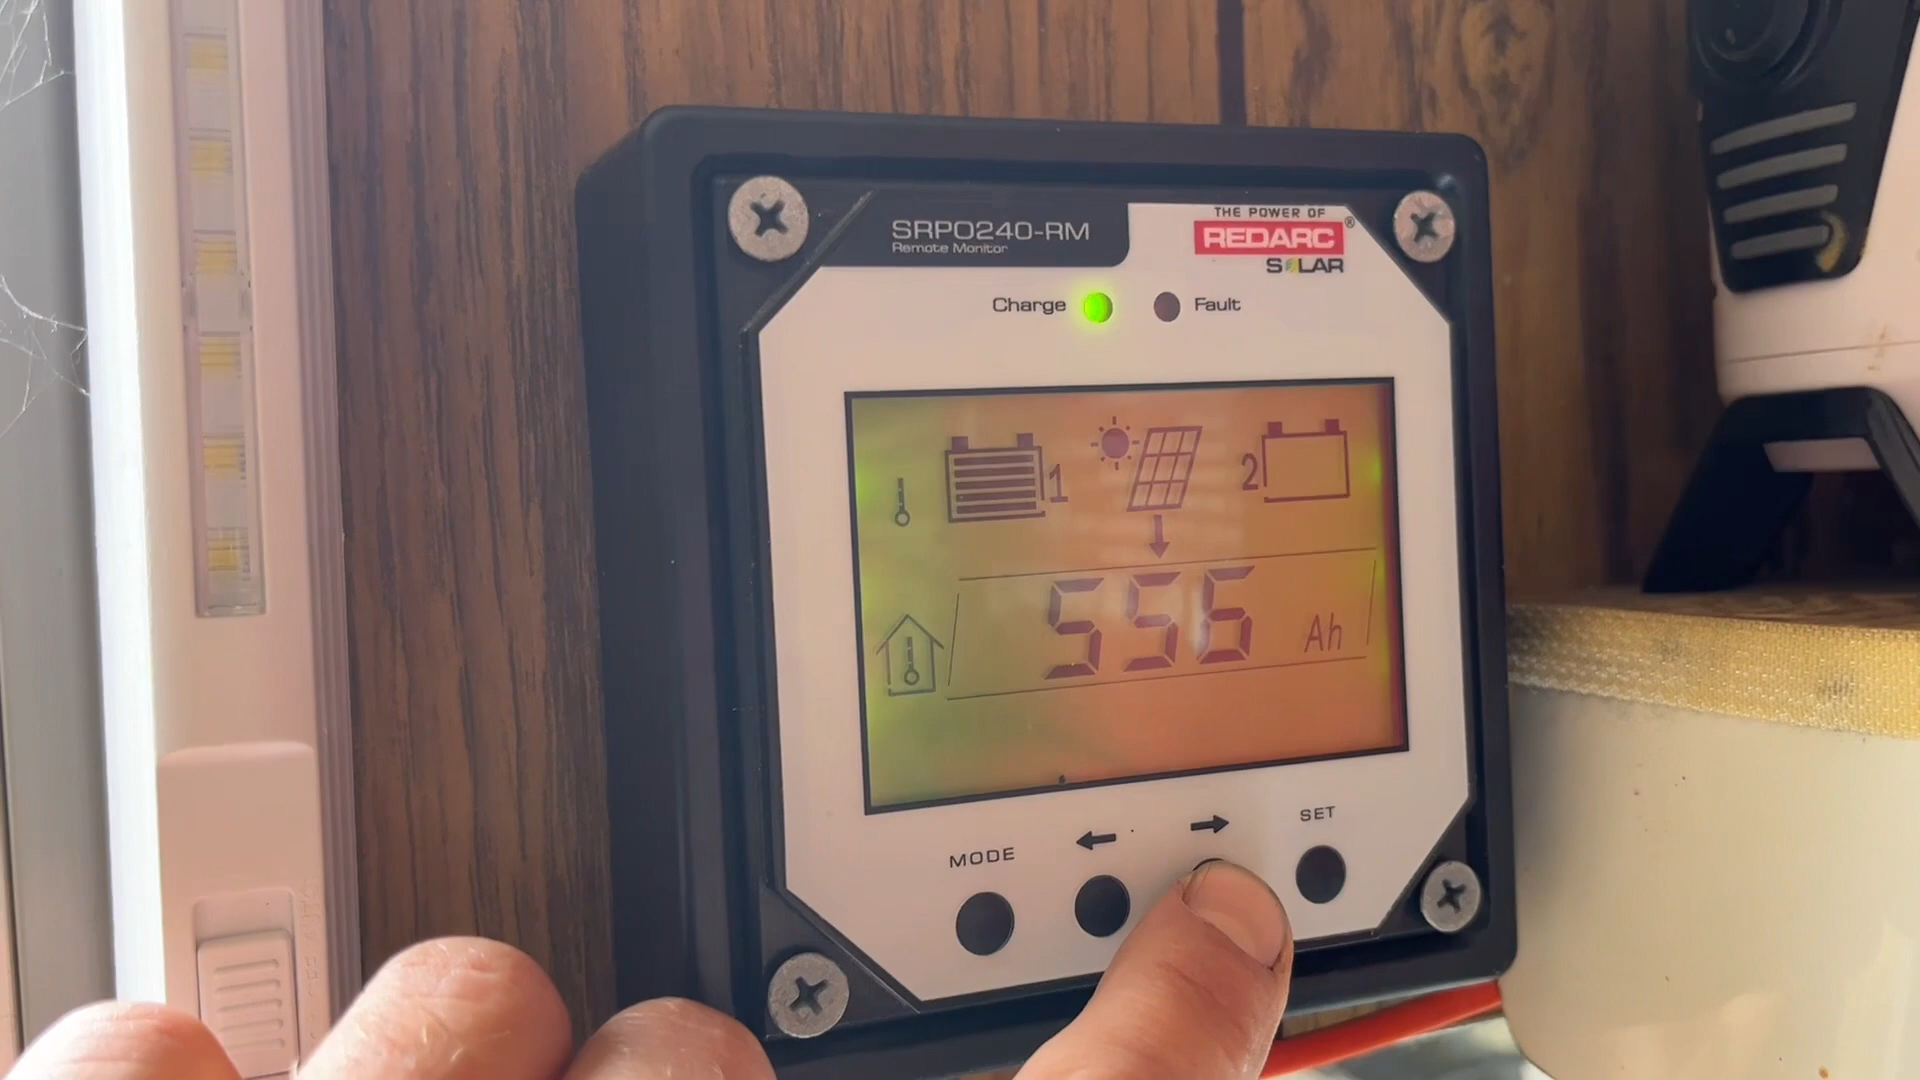 SRP0240-RM
Remote Monitor
THE POWER OF
REDARC®
SOLAR
Charge
Fault
1
2
556 Ah
MODE
← →
SET